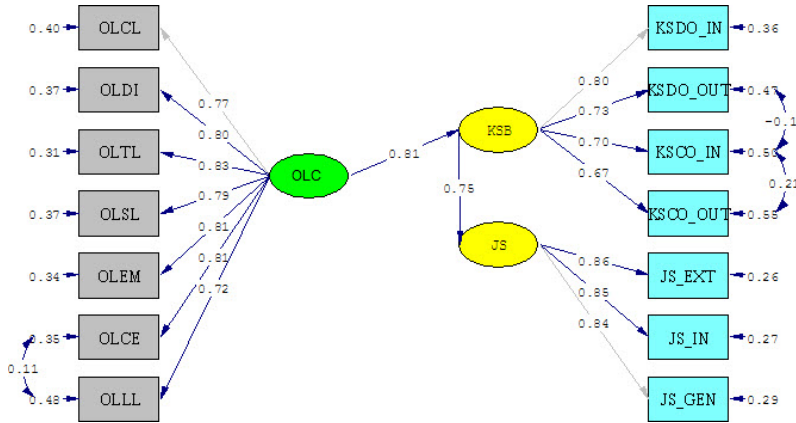 0.40
OLCL
0.37
OLDI
0.31
OLTL
0.37
OLSL
0.34
OLEM
0.35
OLCE
0.11
0.48
OLLL
0.77
0.80
0.83
0.79
0.81
0.81
0.72
OLC
0.81
KSB
0.75
JS
0.80
0.73
0.70
0.67
0.86
0.85
0.84
KSDO_IN
0.36
KSDO_OUT
0.47
-0.1
KSCO_IN
0.50
0.21
KSCO_OUT
0.55
JS_EXT
0.26
JS_IN
0.27
JS_GEN
0.29